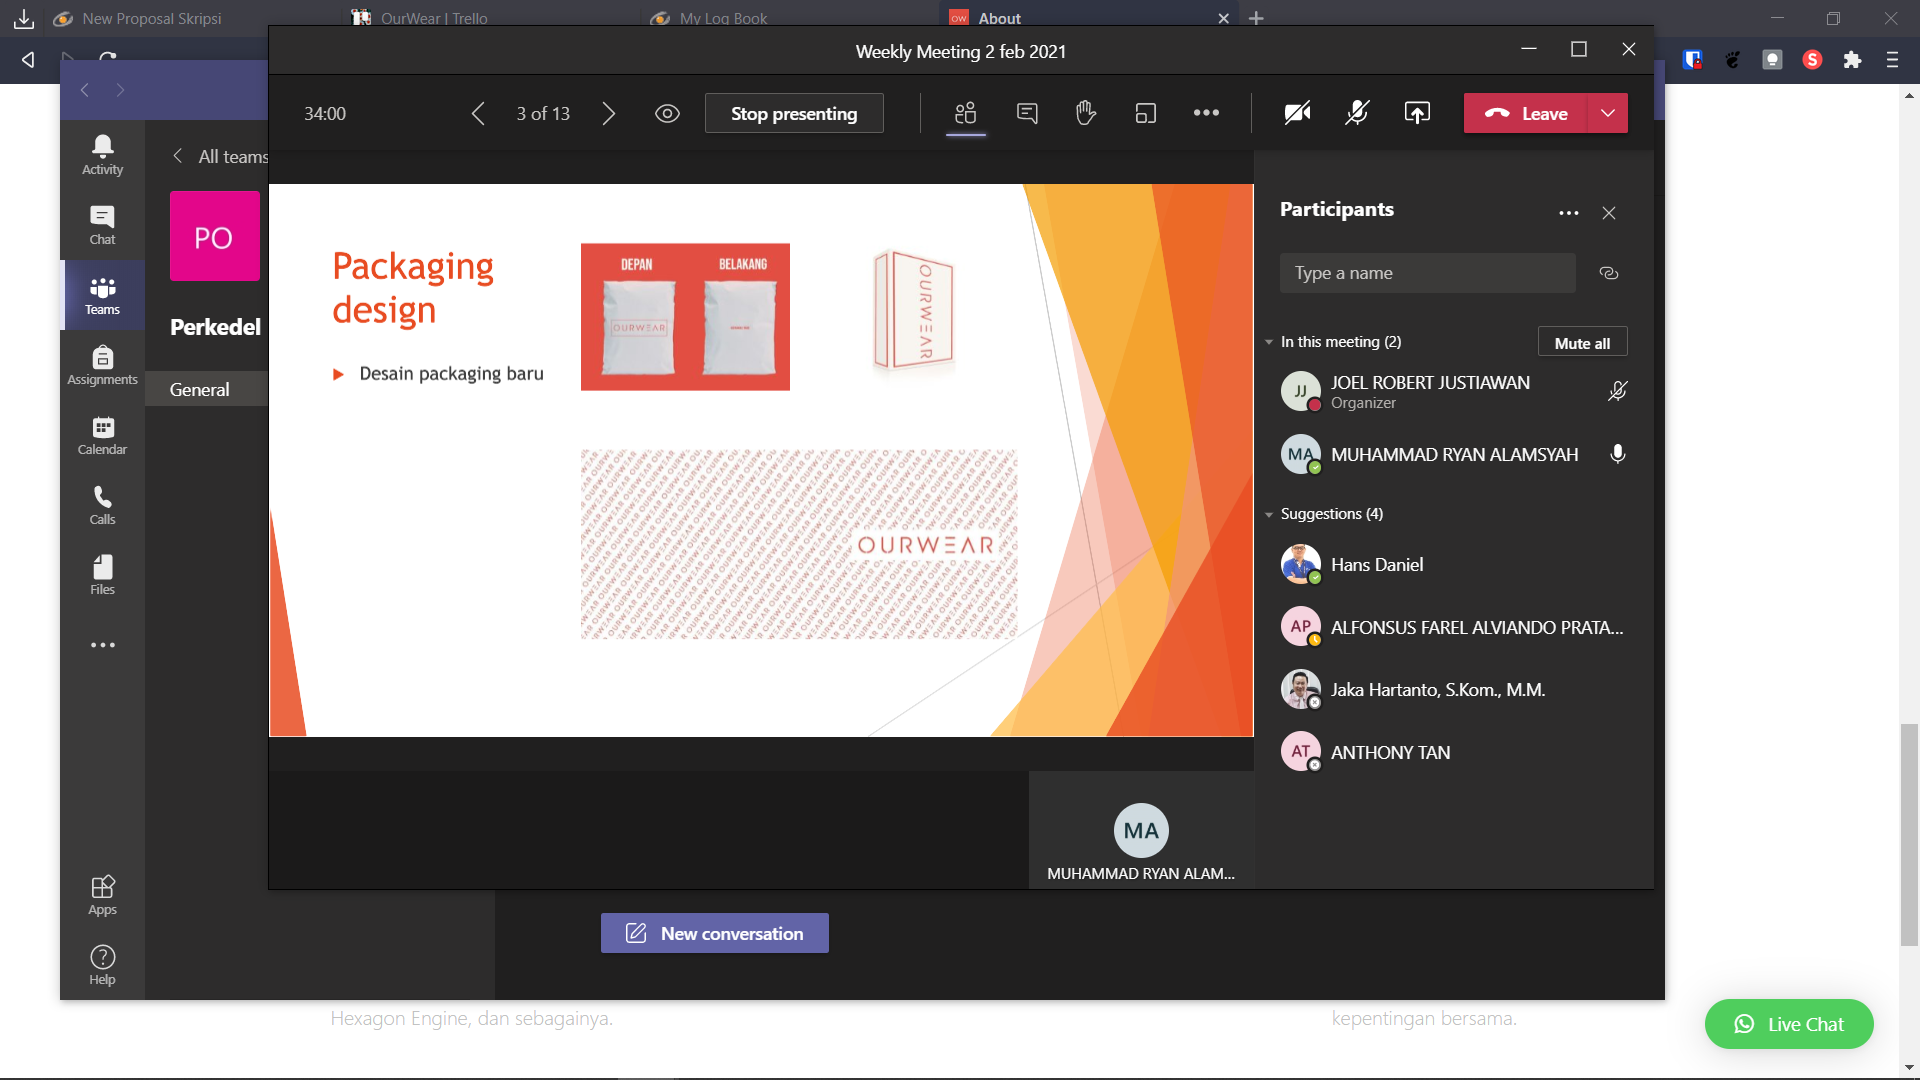 New Proposal Skripsi
OurWear | Trello
My Log Book
OW
About
Weekly Meeting 2 feb 2021
34:00
3 of 13
Stop presenting
Leave
Activity
Chat
Teams
Assignments
Calendar
Calls
Files
Apps
Help
All teams
PO
Perkedel
General
Packaging
design
Desain packaging baru
DEPAN
BELAKANG
OURWEAR
OURWEAR
OURWEAR
Participants
Type a name
In this meeting (2)
Mute all
JJ
JOEL ROBERT JUSTIAWAN
Organizer
MA
MUHAMMAD RYAN ALAMSYAH
Suggestions (4)
Hans Daniel
AP
ALFONSUS FAREL ALVIANDO PRATA...
Jaka Hartanto, S.Kom., M.M.
AT
ANTHONY TAN
MA
MUHAMMAD RYAN ALAM...
New conversation
Hexagon Engine, dan sebagainya.
kepentingan bersama.
Live Chat